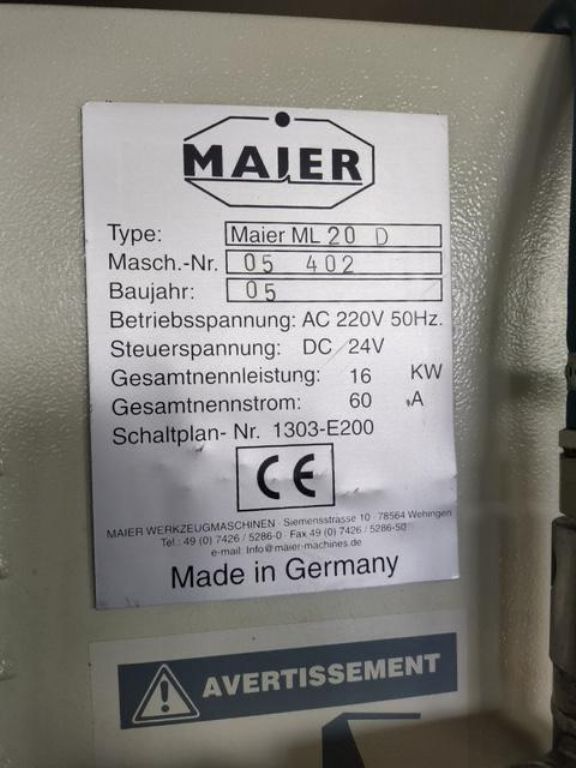 MAIER
Type: Maier ML 20 D
Masch.-Nr. 05 402
Baujahr: 05
Betriebsspannung: AC 220V 50Hz.
Steuerspannung: DC 24V
Gesamtnennleistung: 16 KW
Gesamtnennstrom: 60 A
Schaltplan- Nr. 1303-E200
CE
MAIER WERKZEUGMASCHINEN · Siemensstrasse 10 · 78564 Wehingen
Tel.: 49 (0) 7426 / 5286-0 · Fax 49 (0) 7426 / 5286-50
e-mail: Info@maier-machines.de
Made in Germany
AVERTISSEMENT